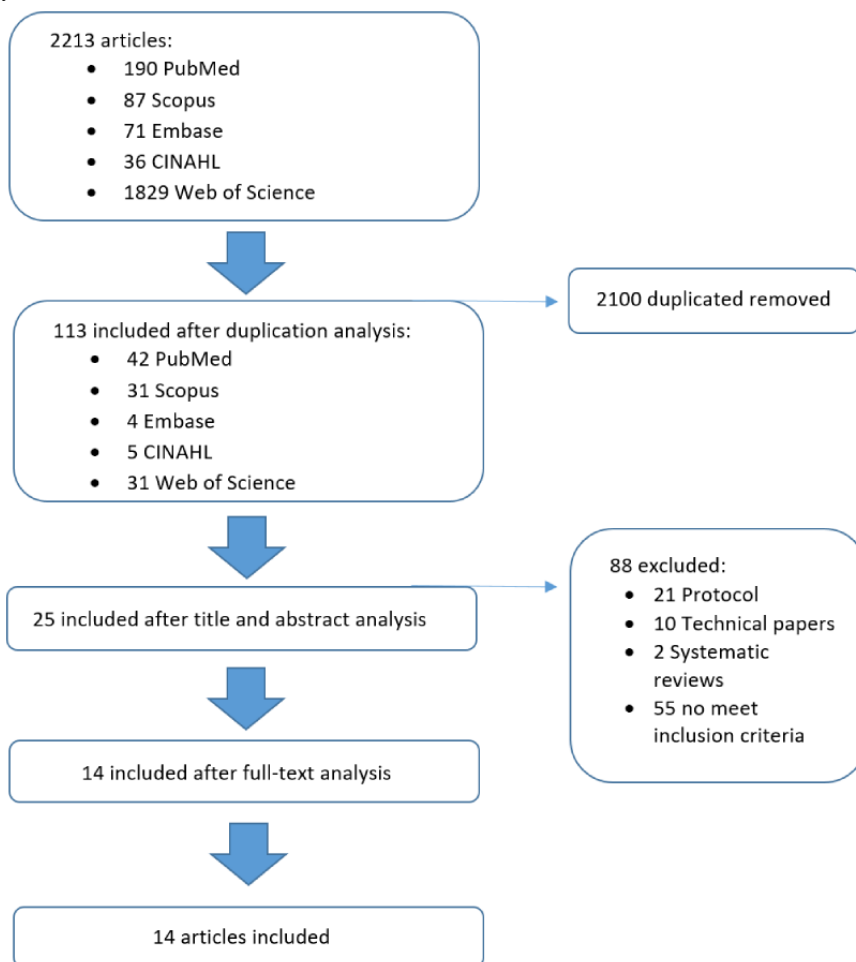 2213 articles:
• 190 PubMed
• 87 Scopus
• 71 Embase
• 36 CINAHL
• 1829 Web of Science
2100 duplicated removed
113 included after duplication analysis:
• 42 PubMed
• 31 Scopus
• 4 Embase
• 5 CINAHL
• 31 Web of Science
88 excluded:
• 21 Protocol
• 10 Technical papers
• 2 Systematic
reviews
• 55 no meet
inclusion criteria
25 included after title and abstract analysis
14 included after full-text analysis
14 articles included